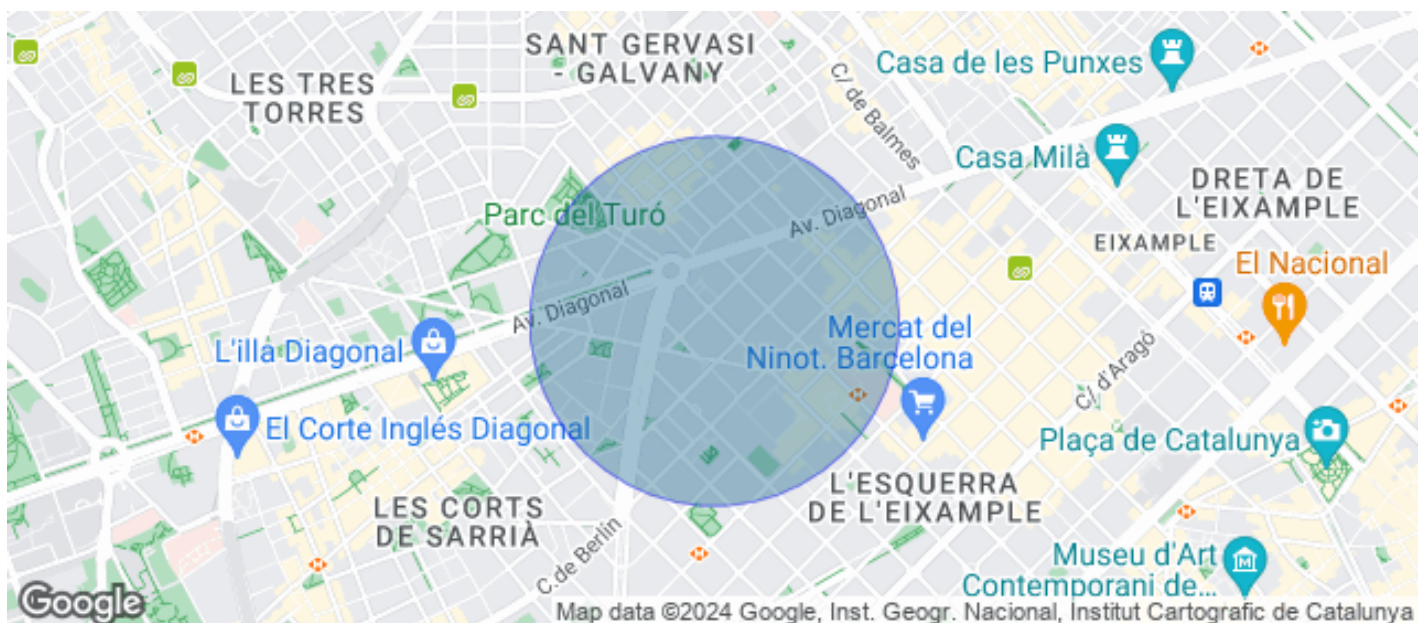 SANT GERVASI
- GALVANY
LES TRES
TORRES
Casa de les Punxes
C/ de Balmes
Casa Milà
DRETA DE
L'EIXAMPLE
Parc del Turó
Av. Diagonal
EIXAMPLE
El Nacional
Av. Diagonal
L'illa Diagonal
Mercat del
Ninot. Barcelona
C/ d'Aragó
El Corte Inglés Diagonal
Plaça de Catalunya
L'ESQUERRA
DE L'EIXAMPLE
LES CORTS
DE SARRIÀ
C. de Berlín
Museu d'Art
Contemporani de...
Google
Map data ©2024 Google, Inst. Geogr. Nacional, Institut Cartogràfic de Catalunya